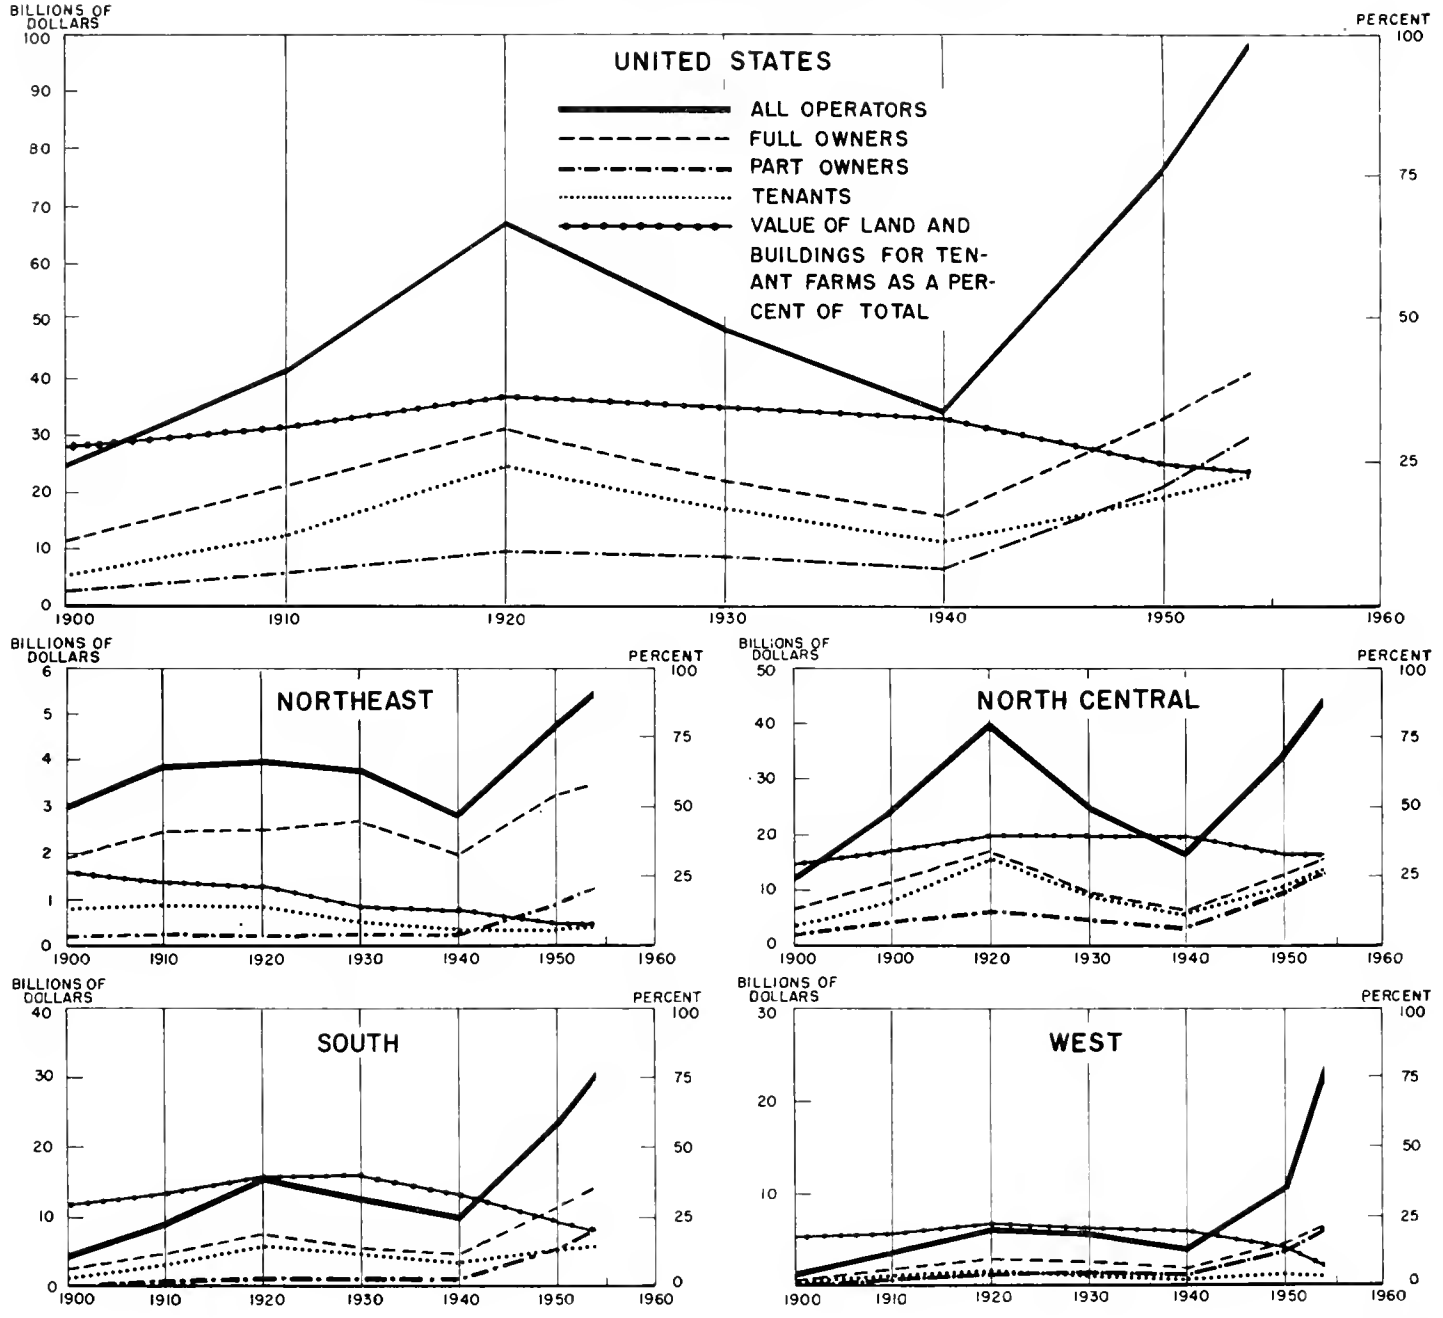 BILLIONS OF
DOLLARS
PERCENT
UNITED STATES
ALL OPERATORS
FULL OWNERS
PART OWNERS
TENANTS
VALUE OF LAND AND
BUILDINGS FOR TEN-
ANT FARMS AS A PER-
CENT OF TOTAL
100
90
80
70
60
50
40
30
20
10
0
100
75
50
25
1900 1910 1920 1930 1940 1950 1960
BILLIONS OF
DOLLARS
PERCENT
NORTHEAST
6
5
4
3
2
1
0
100
75
50
25
0
1900 1910 1920 1930 1940 1950 1960
BILLIONS OF
DOLLARS
PERCENT
NORTH CENTRAL
50
40
30
20
10
0
100
75
50
25
0
1900 1900 1920 1930 1940 1950 1960
BILLIONS OF
DOLLARS
PERCENT
SOUTH
40
30
20
10
0
100
75
50
25
0
1900 1910 1920 1930 1940 1950 1960
BILLIONS OF
DOLLARS
PERCENT
WEST
30
20
10
0
100
75
50
25
0
1900 1910 1920 1930 1940 1950 1960